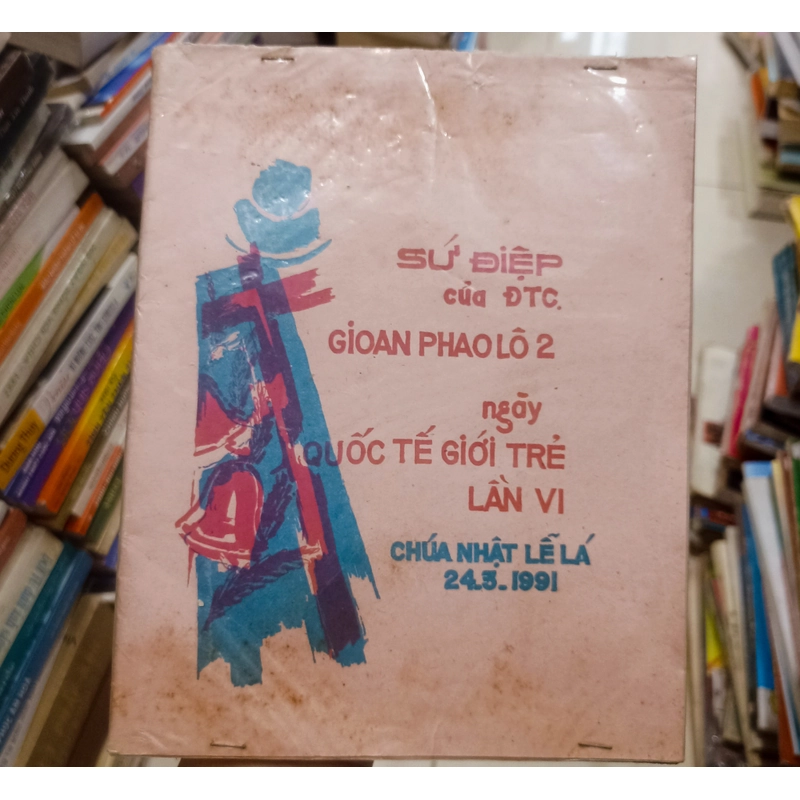 SỨ ĐIỆP
của ĐTC.
GIOAN PHAOLÔ 2
ngày
QUỐC TẾ GIỚI TRẺ
LẦN VI
CHÚA NHẬT LỄ LÁ
24.3.1991